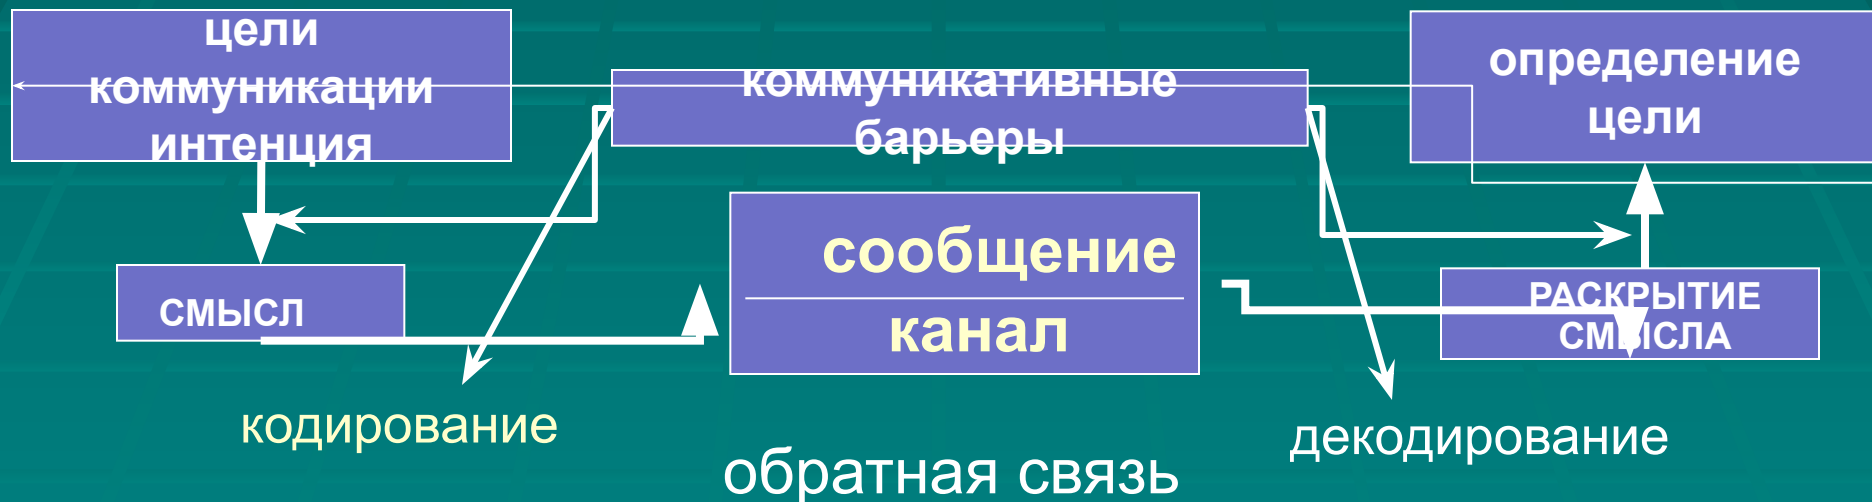 цели
коммуникации
интенция
коммуникативные
барьеры
определение
цели
сообщение
канал
СМЫСЛ
РАСКРЫТИЕ
СМЫСЛА
кодирование
декодирование
обратная связь